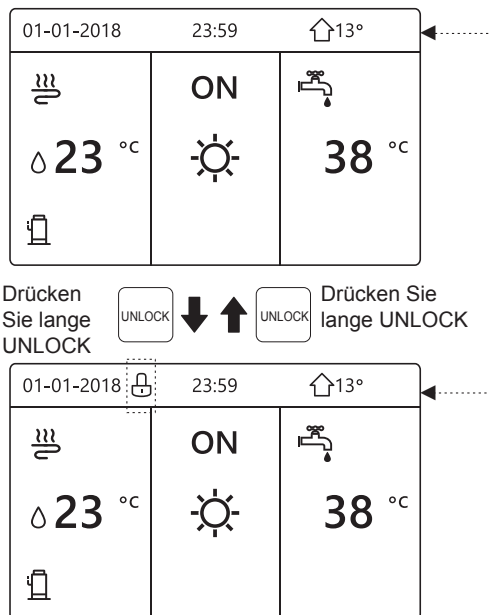 01-01-2018 23:59 13°
ON
23 °C 38 °C
Drücken Sie lange UNLOCK
UNLOCK UNLOCK
Drücken Sie lange UNLOCK
01-01-2018 23:59 13°
ON
23 °C 38 °C